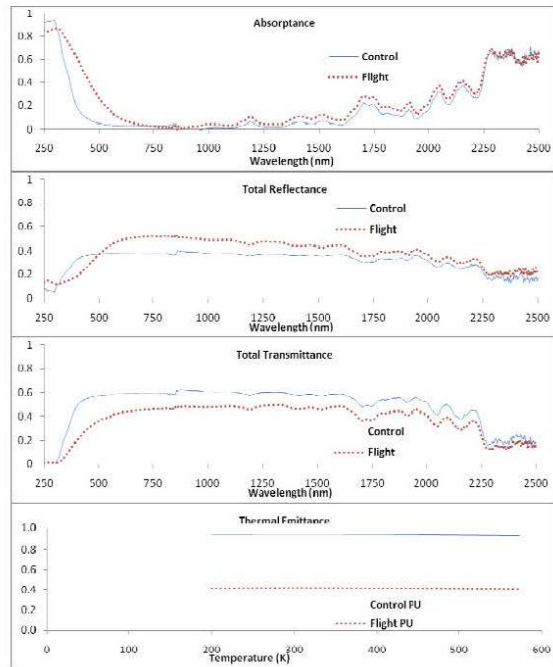 Absorptance
1
0.8
0.6
0.4
0.2
0
Control
Flight
250 500 750 1000 1250 1500 1750 2000 2250 2500
Wavelength (nm)
Total Reflectance
1
0.8
0.6
0.4
0.2
0
Control
Flight
250 500 750 1000 1250 1500 1750 2000 2250 2500
Wavelength (nm)
Total Transmittance
1
0.8
0.6
0.4
0.2
0
Control
Flight
250 500 750 1000 1250 1500 1750 2000 2250 2500
Wavelength (nm)
Thermal Emittance
1.0
0.8
0.6
0.4
0.2
0.0
Control PU
Flight PU
0 100 200 300 400 500 600
Temperature (K)